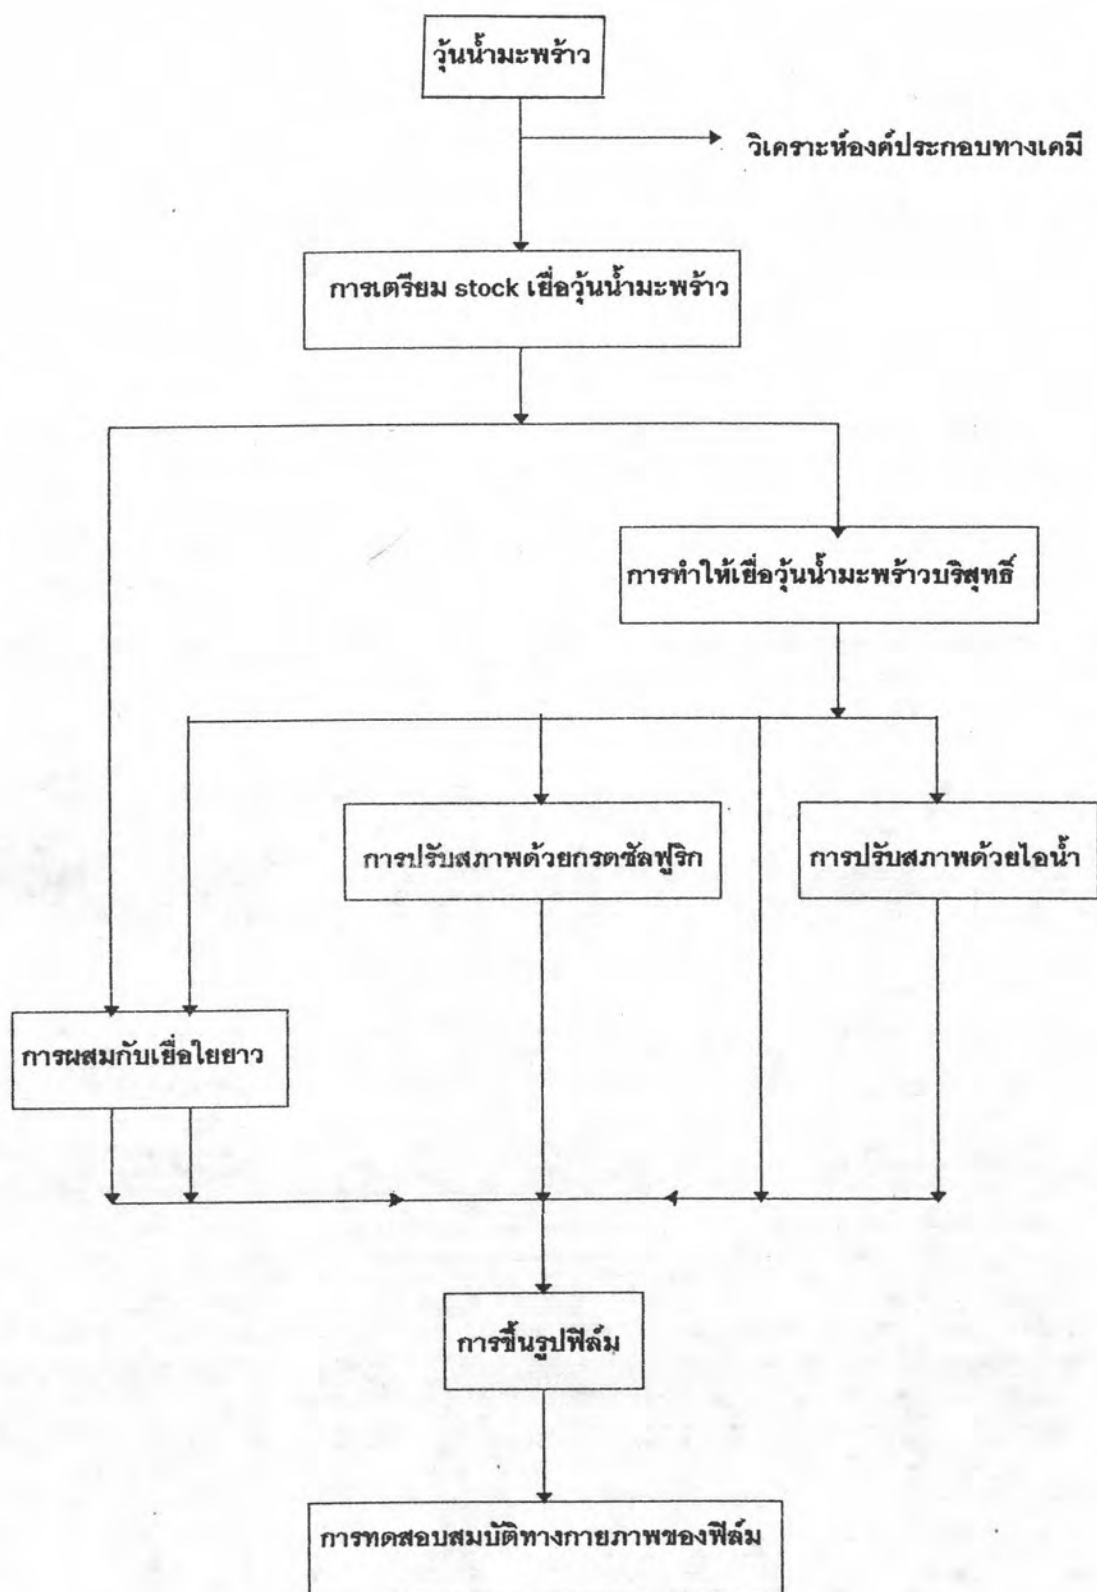 วุ้นน้ำมะพร้าว
วิเคราะห์องค์ประกอบทางเคมี
การเตรียม stock เยื่อวุ้นน้ำมะพร้าว
การทำให้เยื่อวุ้นน้ำมะพร้าวบริสุทธิ์
การปรับสภาพด้วยกรดซัลฟูริก
การปรับสภาพด้วยไอน้ำ
การผสมกับเยื่อใยยาว
การขึ้นรูปฟิล์ม
การทดสอบสมบัติทางกายภาพของฟิล์ม